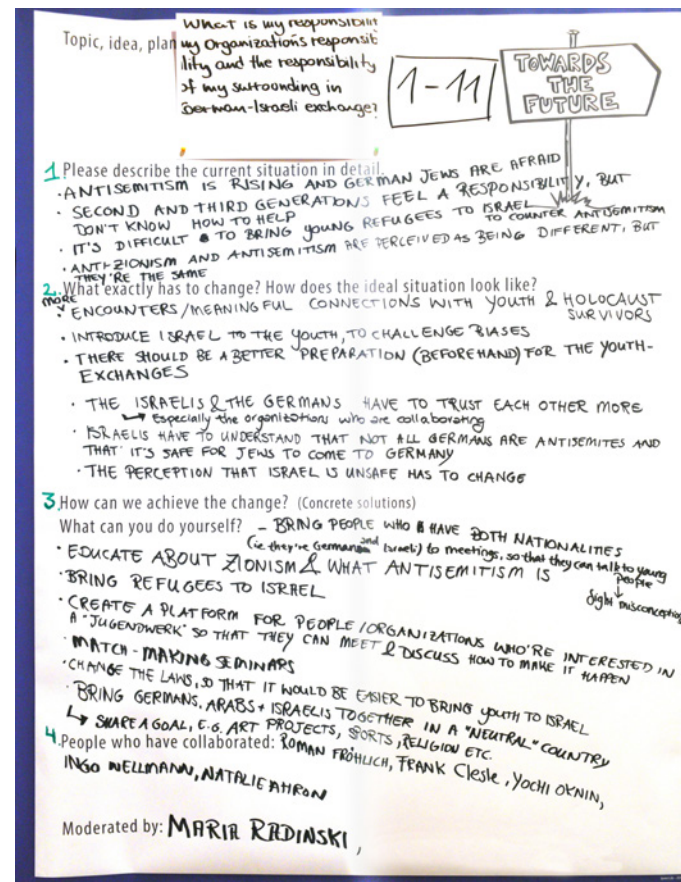 Topic, idea, plan
What is my responsibilit
my Organization's responsib
lity and the responsibility
of my surrounding in
German-Israeli exchange?
1-11
TOWARDS
THE
FUTURE
1. Please describe the current situation in detail.
· ANTISEMITISM IS RISING AND GERMAN JEWS ARE AFRAID
· SECOND AND THIRD GENERATIONS FEEL A RESPONSIBILITY, BUT
DON'T KNOW HOW TO HELP
· IT'S DIFFICULT TO BRING YOUNG REFUGEES TO ISRAEL
TO COUNTER ANTISEMITISM
· ANTI-ZIONISM AND ANTISEMITISM ARE PERCEIVED AS BEING DIFFERENT, BUT
THEY'RE THE SAME
2. What exactly has to change? How does the ideal situation look like?
MORE
· ENCOUNTERS/MEANINGFUL CONNECTIONS WITH YOUTH & HOLOCAUST
SURVIVORS
· INTRODUCE ISRAEL TO THE YOUTH, TO CHALLENGE BIASES
· THERE SHOULD BE A BETTER PREPARATION (BEFOREHAND) FOR THE YOUTH-
EXCHANGES
· THE ISRAELIS & THE GERMANS HAVE TO TRUST EACH OTHER MORE
↳ Especially the organizations who are collaborating
· ISRAELIS HAVE TO UNDERSTAND THAT NOT ALL GERMANS ARE ANTISEMITES AND
THAT IT'S SAFE FOR JEWS TO COME TO GERMANY
· THE PERCEPTION THAT ISRAEL IS UNSAFE HAS TO CHANGE
3. How can we achieve the change? (Concrete solutions)
What can you do yourself? - BRING PEOPLE WHO HAVE BOTH NATIONALITIES
(ie they're German and Israeli) to meetings, so that they can talk to young
people
↓
fight misconception
· EDUCATE ABOUT ZIONISM & WHAT ANTISEMITISM IS
· BRING REFUGEES TO ISRAEL
· CREATE A PLATFORM FOR PEOPLE/ORGANIZATIONS WHO'RE INTERESTED IN
A "JUGENDWERK" SO THAT THEY CAN MEET & DISCUSS HOW TO MAKE IT HAPPEN
· MATCH-MAKING SEMINARS
· CHANGE THE LAWS, SO THAT IT WOULD BE EASIER TO BRING YOUTH TO ISRAEL
· BRING GERMANS, ARABS + ISRAELIS TOGETHER IN A "NEUTRAL" COUNTRY
↳ SHARE A GOAL, E.G. ART PROJECTS, SPORTS, RELIGION ETC.
4. People who have collaborated: ROMAN FRÖHLICH, FRANK Clesle, YOCHI OKNIN,
INGO WELLMANN, NATALIE AHRON
Moderated by: MARIA RADINSKI,